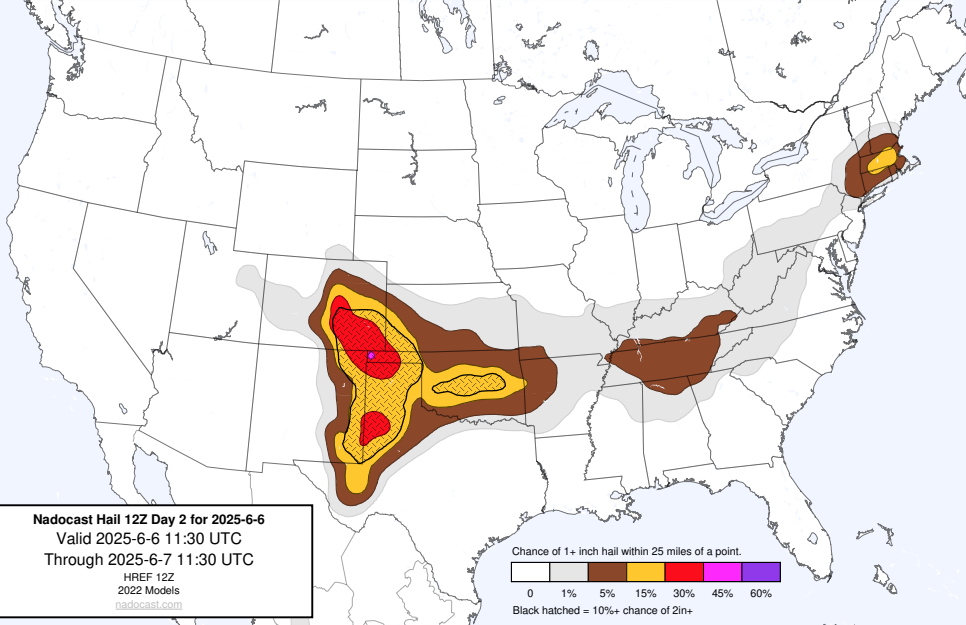 Nadocast Hail 12Z Day 2 for 2025-6-6
Valid 2025-6-6 11:30 UTC
Through 2025-6-7 11:30 UTC
HREF 12Z
2022 Models
nadocast.com
Chance of 1+ inch hail within 25 miles of a point.
0 1% 5% 15% 30% 45% 60%
Black hatched = 10%+ chance of 2in+